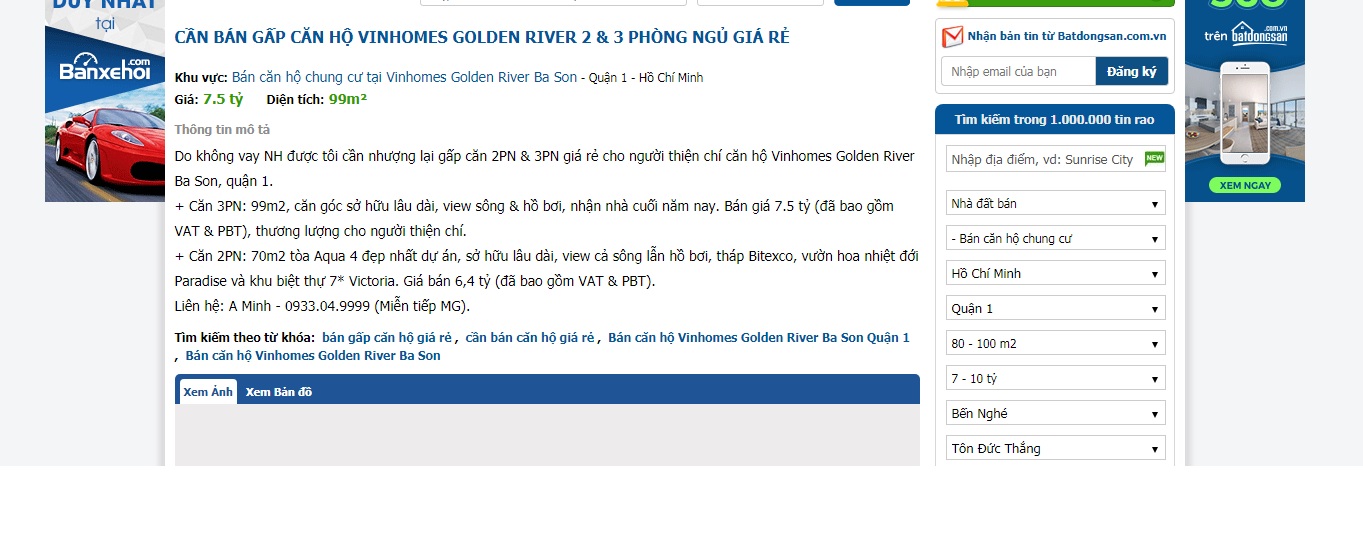 DUY NHẤT
tại
Banxehoi.com
CẦN BÁN GẤP CĂN HỘ VINHOMES GOLDEN RIVER 2 & 3 PHÒNG NGỦ GIÁ RẺ
Khu vực: Bán căn hộ chung cư tại Vinhomes Golden River Ba Son - Quận 1 - Hồ Chí Minh
Giá: 7.5 tỷ Diện tích: 99m²
Thông tin mô tả
Do không vay NH được tôi cần nhượng lại gấp căn 2PN & 3PN giá rẻ cho người thiện chí căn hộ Vinhomes Golden River
Ba Son, quận 1.
+ Căn 3PN: 99m2, căn góc sở hữu lâu dài, view sông & hồ bơi, nhận nhà cuối năm nay. Bán giá 7.5 tỷ (đã bao gồm
VAT & PBT), thương lượng cho người thiện chí.
+ Căn 2PN: 70m2 tòa Aqua 4 đẹp nhất dự án, sở hữu lâu dài, view cả sông lẫn hồ bơi, tháp Bitexco, vườn hoa nhiệt đới
Paradise và khu biệt thự 7* Victoria. Giá bán 6,4 tỷ (đã bao gồm VAT & PBT).
Liên hệ: A Minh - 0933.04.9999 (Miễn tiếp MG).
Tìm kiếm theo từ khóa: bán gấp căn hộ giá rẻ , cần bán căn hộ giá rẻ , Bán căn hộ Vinhomes Golden River Ba Son Quận 1
, Bán căn hộ Vinhomes Golden River Ba Son
Xem Ảnh Xem Bản đồ
Nhận bản tin từ Batdongsan.com.vn
Nhập email của bạn Đăng ký
Tìm kiếm trong 1.000.000 tin rao
Nhập địa điểm, vd: Sunrise City NEW
Nhà đất bán
- Bán căn hộ chung cư
Hồ Chí Minh
Quận 1
80 - 100 m2
7 - 10 tỷ
Bến Nghé
Tôn Đức Thắng
trên batdongsan.com.vn
XEM NGAY